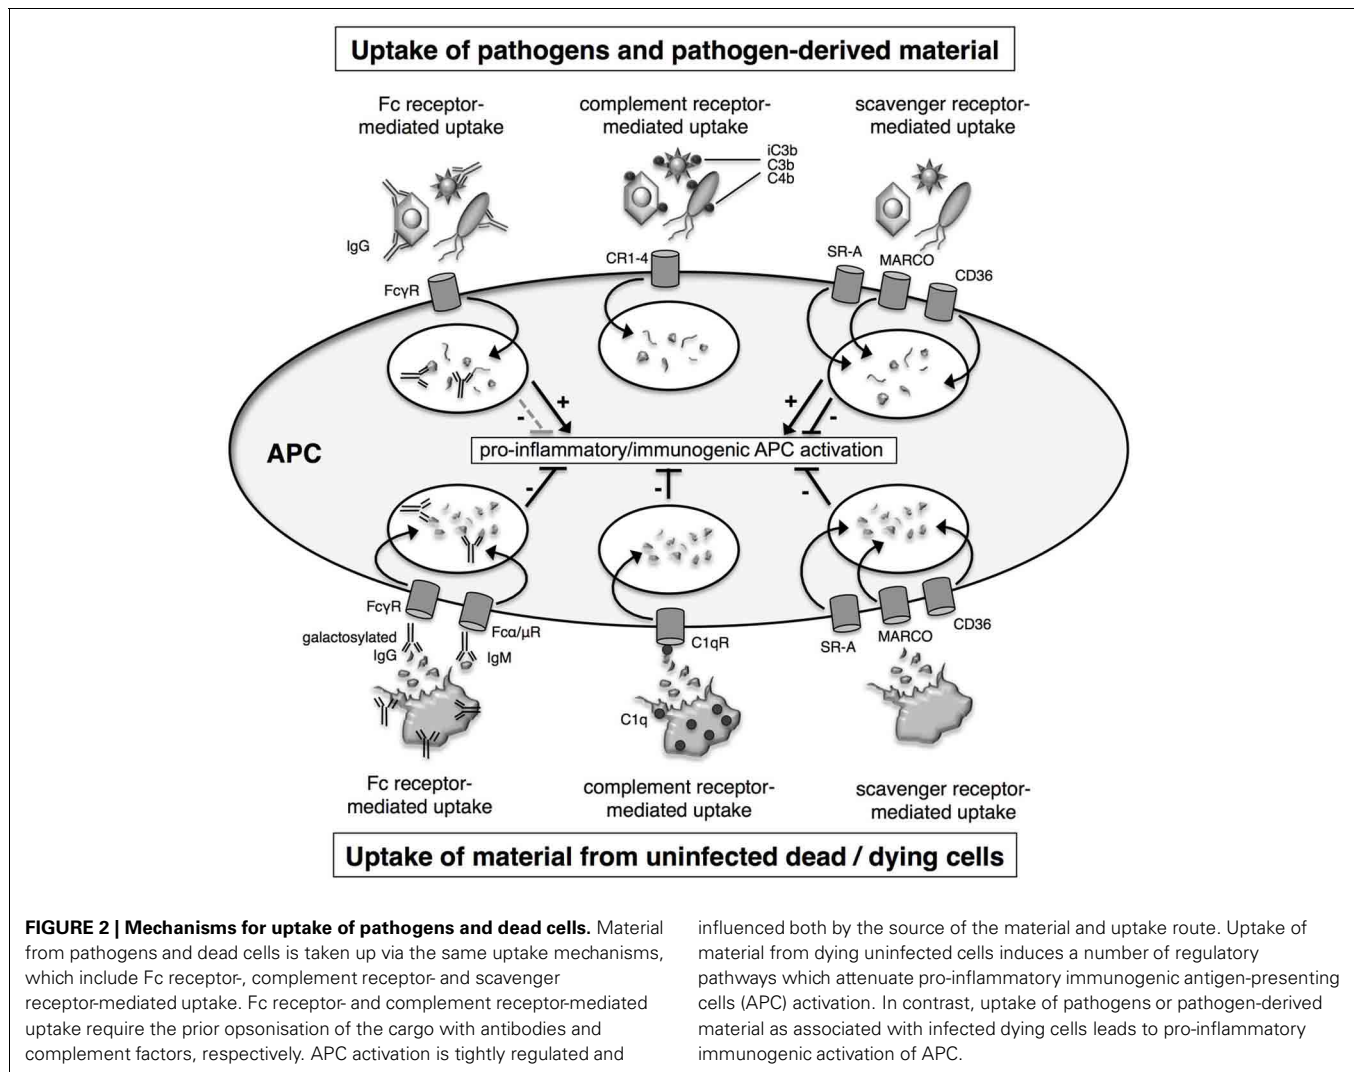 Uptake of pathogens and pathogen-derived material
Fc receptor-
mediated uptake
complement receptor-
mediated uptake
scavenger receptor-
mediated uptake
iC3b
C3b
C4b
IgG
FcγR
CR1-4
SR-A
MARCO
CD36
+
-
+
-
APC
pro-inflammatory/immunogenic APC activation
-
-
-
FcγR
galactosylated
IgG
Fcα/μR
IgM
C1qR
C1q
SR-A
MARCO
CD36
Fc receptor-
mediated uptake
complement receptor-
mediated uptake
scavenger receptor-
mediated uptake
Uptake of material from uninfected dead / dying cells
FIGURE 2 | Mechanisms for uptake of pathogens and dead cells. Material
from pathogens and dead cells is taken up via the same uptake mechanisms,
which include Fc receptor-, complement receptor- and scavenger
receptor-mediated uptake. Fc receptor- and complement receptor-mediated
uptake require the prior opsonisation of the cargo with antibodies and
complement factors, respectively. APC activation is tightly regulated and
influenced both by the source of the material and uptake route. Uptake of
material from dying uninfected cells induces a number of regulatory
pathways which attenuate pro-inflammatory immunogenic antigen-presenting
cells (APC) activation. In contrast, uptake of pathogens or pathogen-derived
material as associated with infected dying cells leads to pro-inflammatory
immunogenic activation of APC.